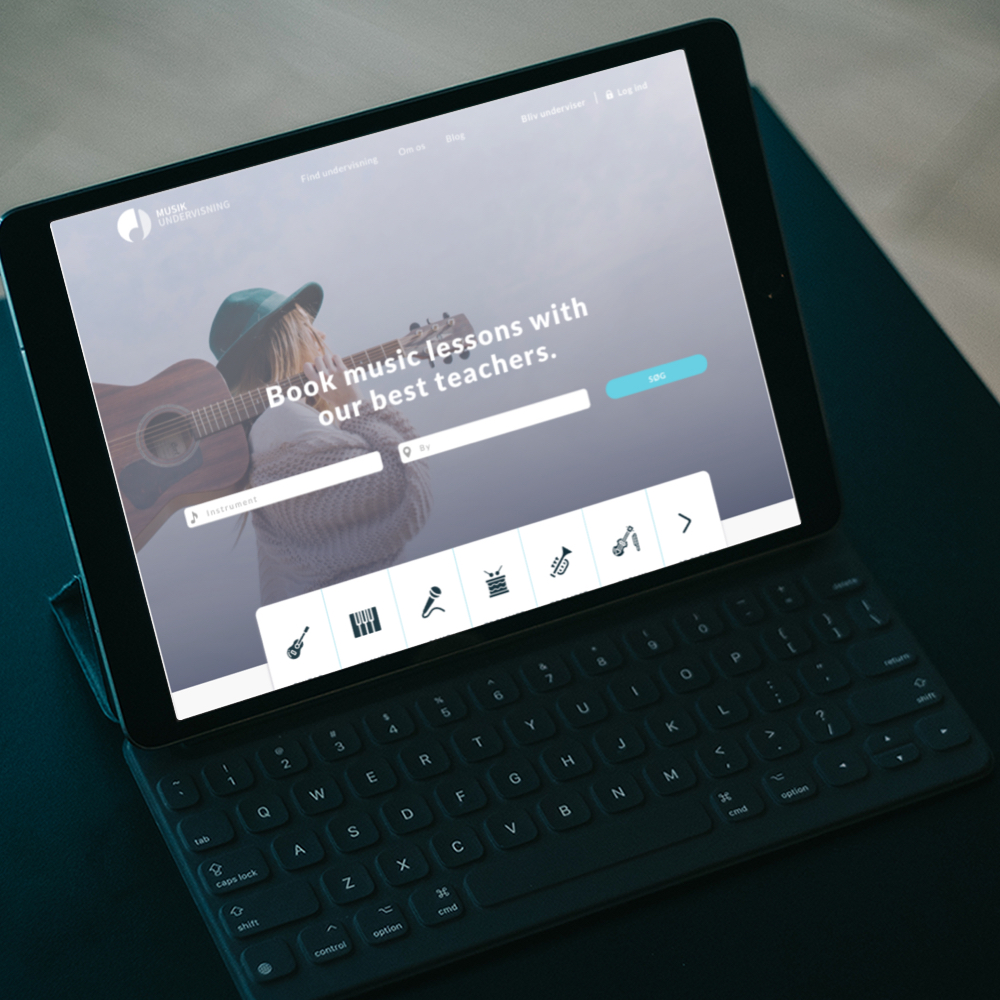 MUSIK
UNDERVISNING
Find undervisning
Om os
Blog
Bliv underviser
Log ind
Book music lessons with
our best teachers.
Instrument
By
SØG
~ `
! 1
@ 2
# 3
$ 4
% 5
^ 6
& 7
* 8
( 9
) 0
delete
tab
Q W E R T Y U I O P { [ } ] | \
caps lock
A S D F G H J K L : ; " '
return
shift
Z X C V B N M < , > . ? /
shift
control
option
cmd
cmd
option